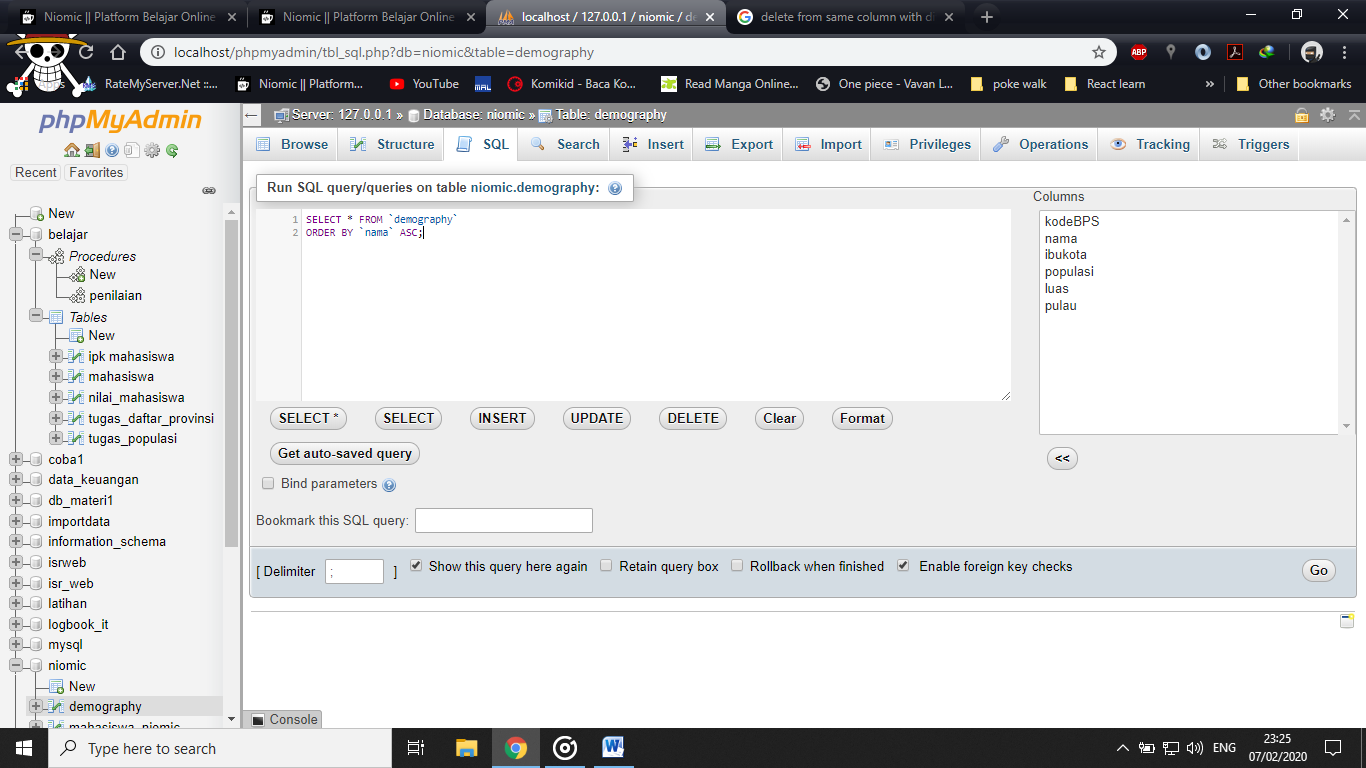 Niomic || Platform Belajar Online
Niomic || Platform Belajar Online
localhost / 127.0.0.1 / niomic / de
delete from same column with di
localhost/phpmyadmin/tbl_sql.php?db=niomic&table=demography
ABP
Apps
RateMyServer.Net ::...
Niomic || Platform...
YouTube
MAL
Komikid - Baca Ko...
Read Manga Online...
One piece - Vavan L...
poke walk
React learn
»
Other bookmarks
phpMyAdmin
Recent
Favorites
New
belajar
Procedures
New
penilaian
Tables
New
ipk mahasiswa
mahasiswa
nilai_mahasiswa
tugas_daftar_provinsi
tugas_populasi
coba1
data_keuangan
db_materi1
importdata
information_schema
isrweb
isr_web
latihan
logbook_it
mysql
niomic
New
demography
mahasiswa_niomic
Server: 127.0.0.1 » Database: niomic » Table: demography
Browse
Structure
SQL
Search
Insert
Export
Import
Privileges
Operations
Tracking
Triggers
Run SQL query/queries on table niomic.demography:
1 SELECT * FROM `demography`
2 ORDER BY `nama` ASC;
Columns
kodeBPS
nama
ibukota
populasi
luas
pulau
<<
SELECT *
SELECT
INSERT
UPDATE
DELETE
Clear
Format
Get auto-saved query
Bind parameters
Bookmark this SQL query:
[ Delimiter ; ]
Show this query here again
Retain query box
Rollback when finished
Enable foreign key checks
Go
Console
Type here to search
ENG
23:25
07/02/2020